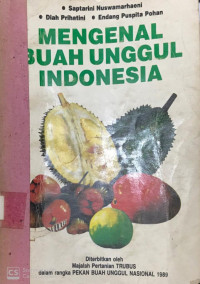 • Saptarini Nuswamarhaeni
• Diah Prihatini • Endang Puspita Pohan
MENGENAL
BUAH UNGGUL
INDONESIA
Diterbitkan oleh
Majalah Pertanian TRUBUS
dalam rangka PEKAN BUAH UNGGUL NASIONAL 1989
CS